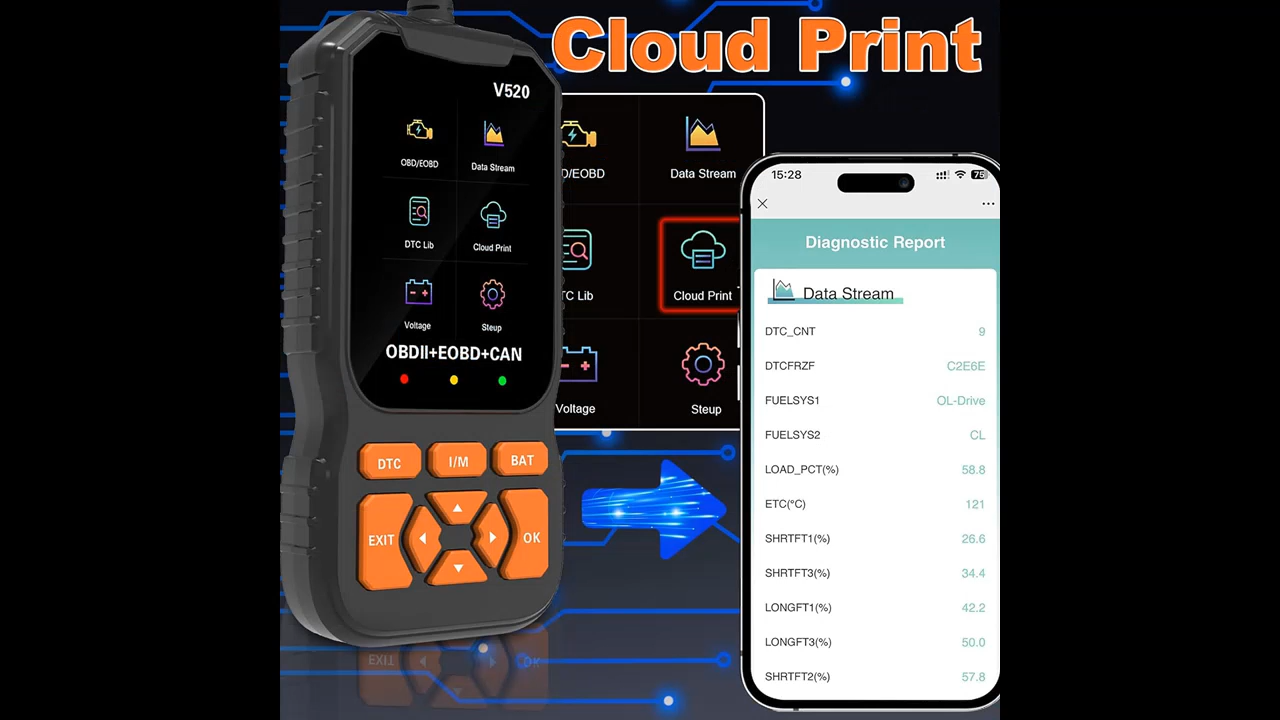 Cloud Print
V520
OBD/EOBD
Data Stream
DTC Lib
Cloud Print
Voltage
Steup
OBDII+EOBD+CAN
DTC
I/M
BAT
EXIT
OK
D/EOBD
Data Stream
TC Lib
Cloud Print
Voltage
Steup
15:28
75
Diagnostic Report
Data Stream
DTC_CNT 9
DTCFRZF C2E6E
FUELSYS1 OL-Drive
FUELSYS2 CL
LOAD_PCT(%) 58.8
ETC(°C) 121
SHRTFT1(%) 26.6
SHRTFT3(%) 34.4
LONGFT1(%) 42.2
LONGFT3(%) 50.0
SHRTFT2(%) 57.8
EXIT
OK